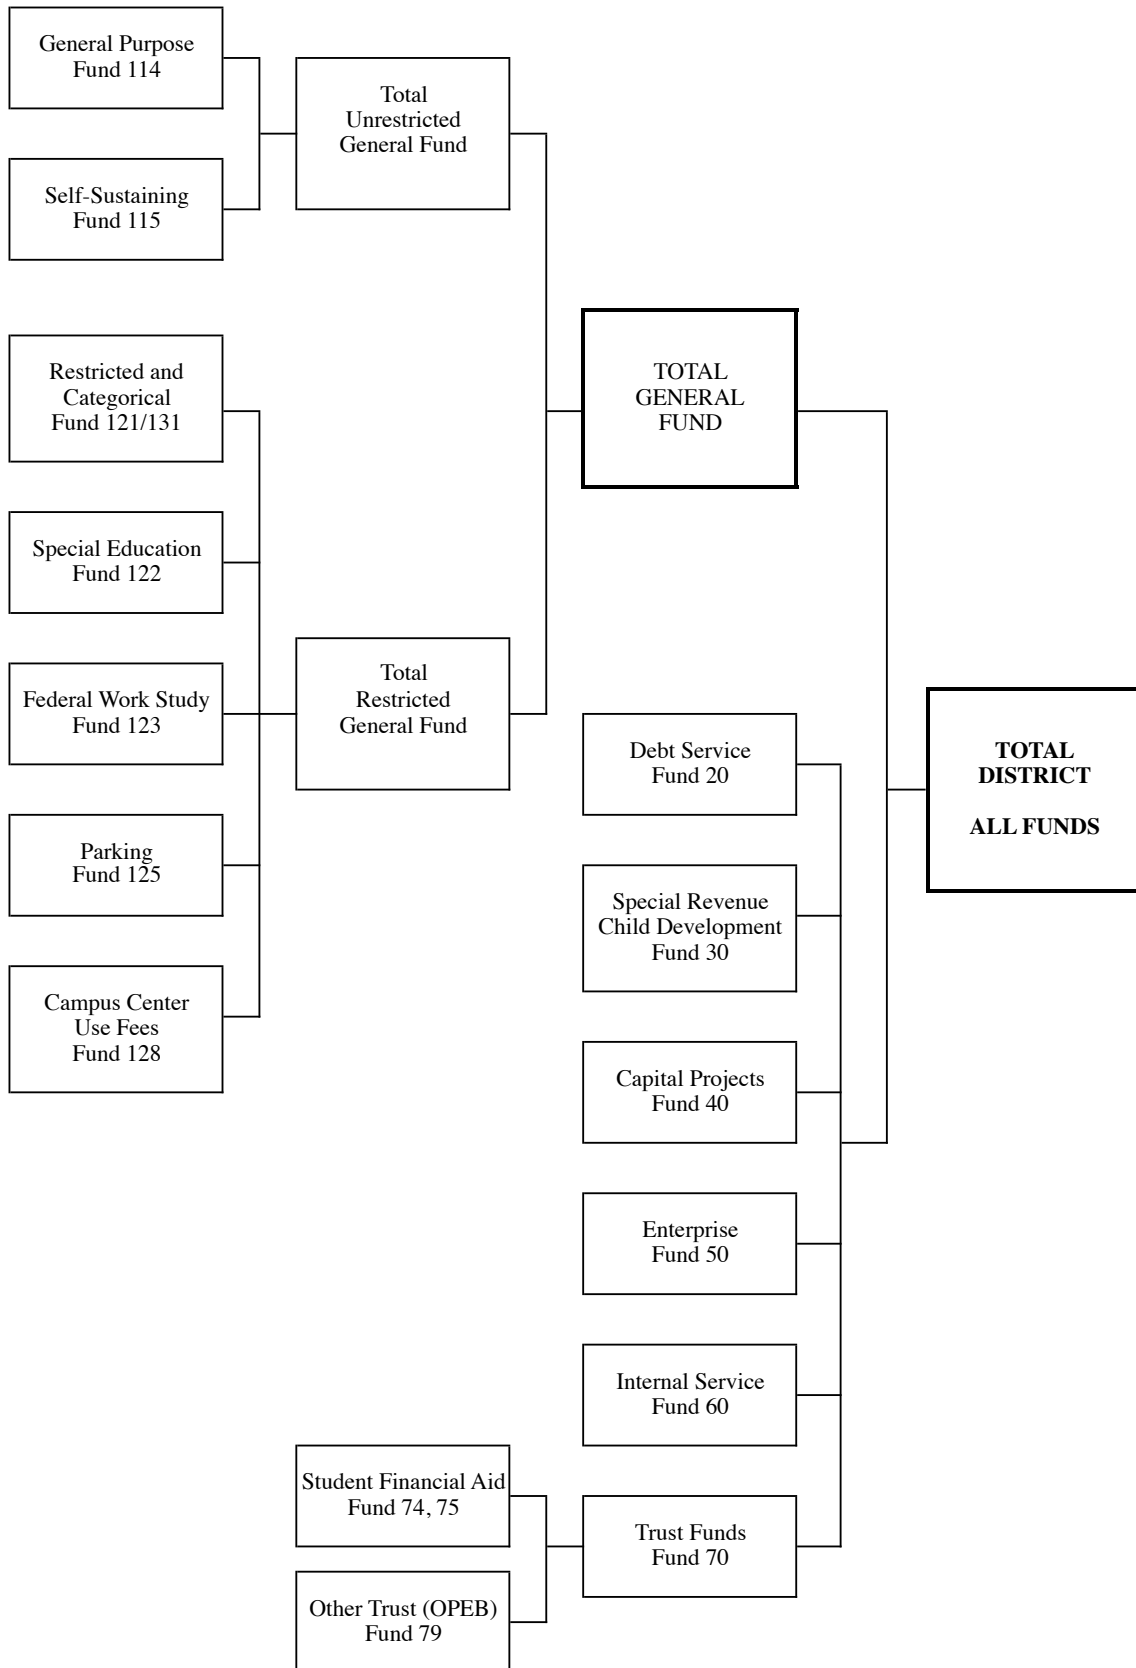 General Purpose
Fund 114
Total
Unrestricted
General Fund
Self-Sustaining
Fund 115
Restricted and
Categorical
Fund 121/131
TOTAL
GENERAL
FUND
Special Education
Fund 122
Federal Work Study
Fund 123
Total
Restricted
General Fund
Debt Service
Fund 20
TOTAL
DISTRICT
ALL FUNDS
Parking
Fund 125
Special Revenue
Child Development
Fund 30
Campus Center
Use Fees
Fund 128
Capital Projects
Fund 40
Enterprise
Fund 50
Internal Service
Fund 60
Student Financial Aid
Fund 74, 75
Trust Funds
Fund 70
Other Trust (OPEB)
Fund 79